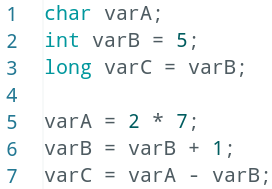 1 char varA;
2 int varB = 5;
3 long varC = varB;
4
5 varA = 2 * 7;
6 varB = varB + 1;
7 varC = varA - varB;